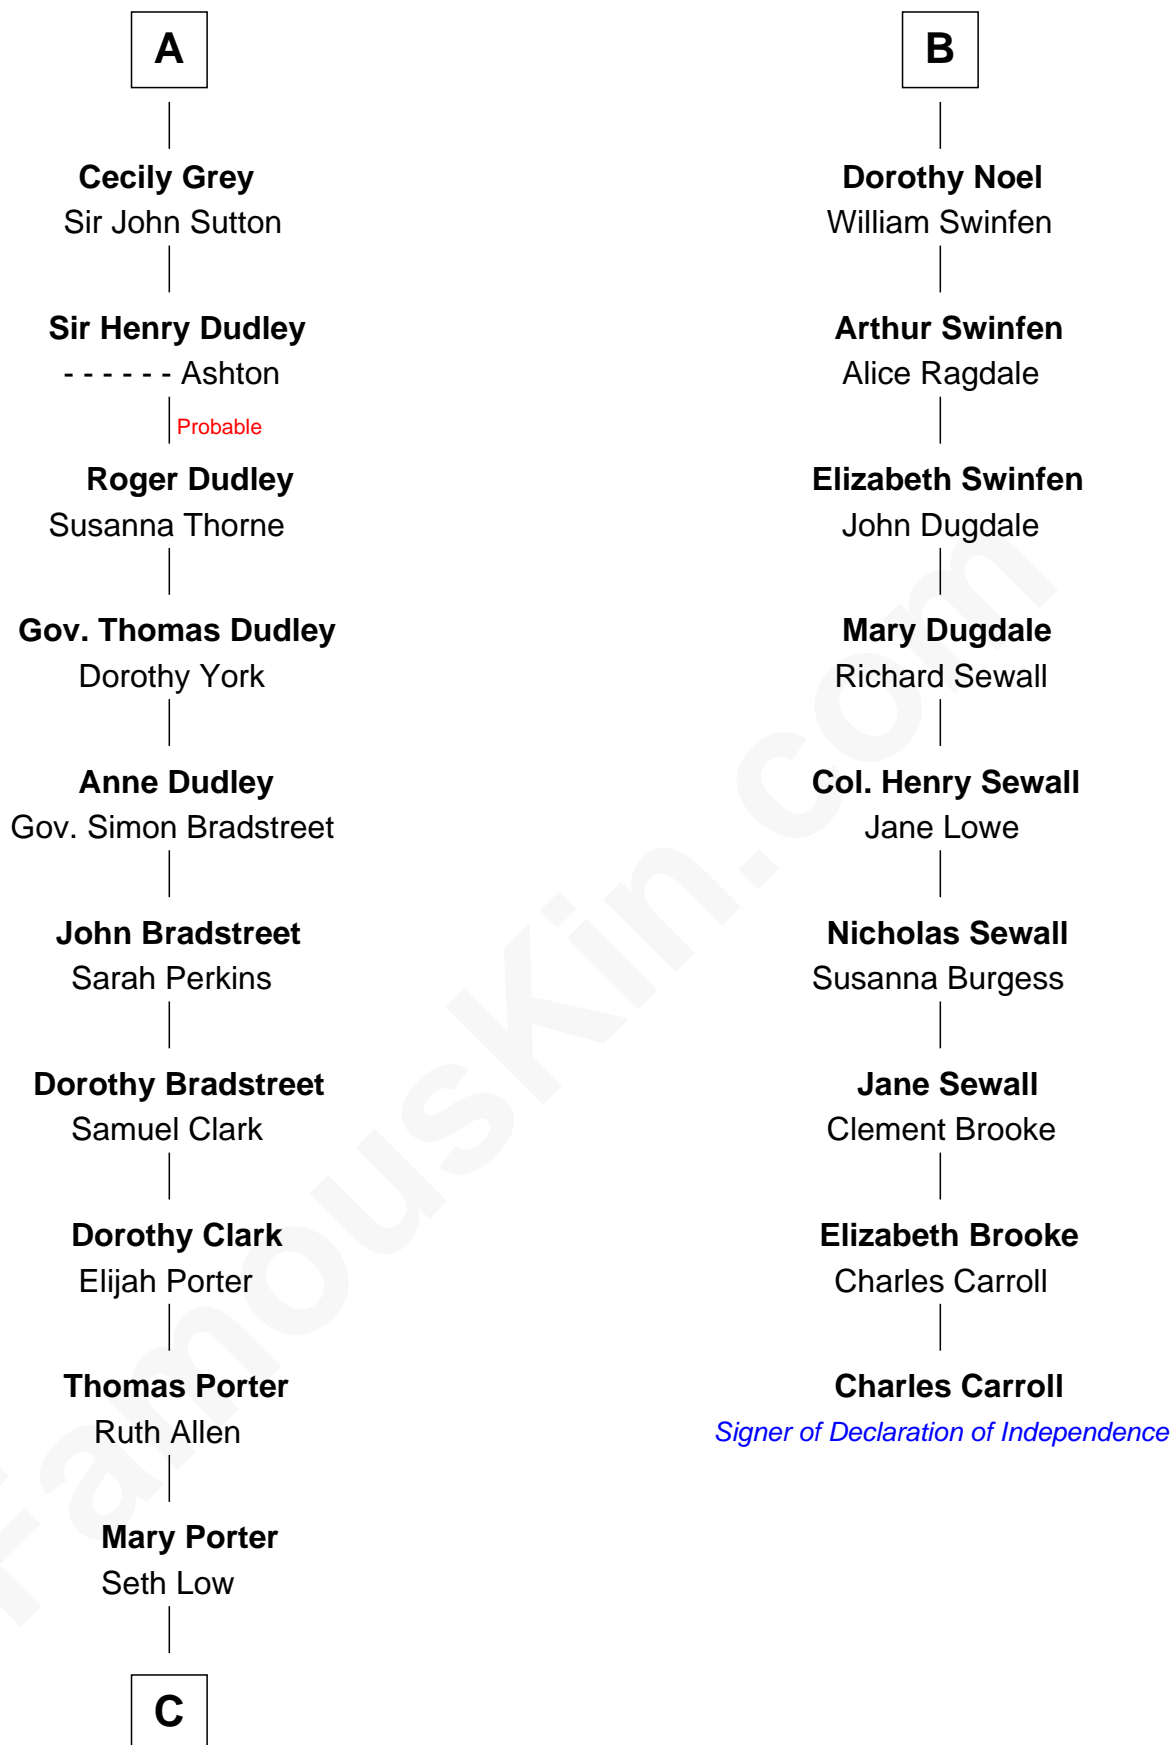 A
Cecily Grey
Sir John Sutton
Sir Henry Dudley
- - - - - - Ashton
Probable
Roger Dudley
Susanna Thorne
Gov. Thomas Dudley
Dorothy York
Anne Dudley
Gov. Simon Bradstreet
John Bradstreet
Sarah Perkins
Dorothy Bradstreet
Samuel Clark
Dorothy Clark
Elijah Porter
Thomas Porter
Ruth Allen
Mary Porter
Seth Low
C
B
Dorothy Noel
William Swinfen
Arthur Swinfen
Alice Ragdale
Elizabeth Swinfen
John Dugdale
Mary Dugdale
Richard Sewall
Col. Henry Sewall
Jane Lowe
Nicholas Sewall
Susanna Burgess
Jane Sewall
Clement Brooke
Elizabeth Brooke
Charles Carroll
Charles Carroll
Signer of Declaration of Independence
FamousKin.com